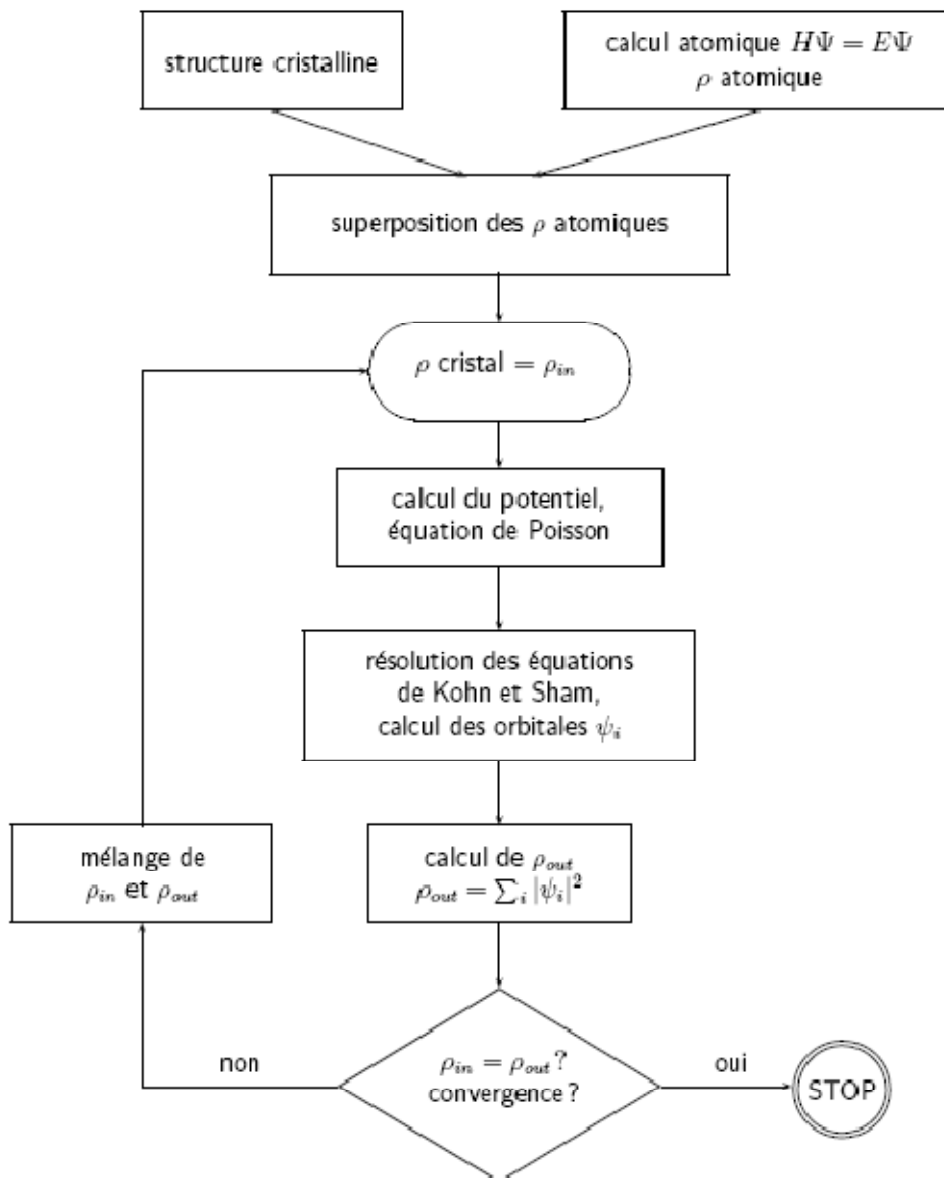 structure cristalline
calcul atomique HΨ = EΨ
ρ atomique
superposition des ρ atomiques
ρ cristal = ρ_in
calcul du potentiel,
équation de Poisson
résolution des équations
de Kohn et Sham,
calcul des orbitales ψ_i
mélange de
ρ_in et ρ_out
calcul de ρ_out
ρ_out = ∑_i |ψ_i|²
non
ρ_in = ρ_out ?
convergence ?
oui
STOP